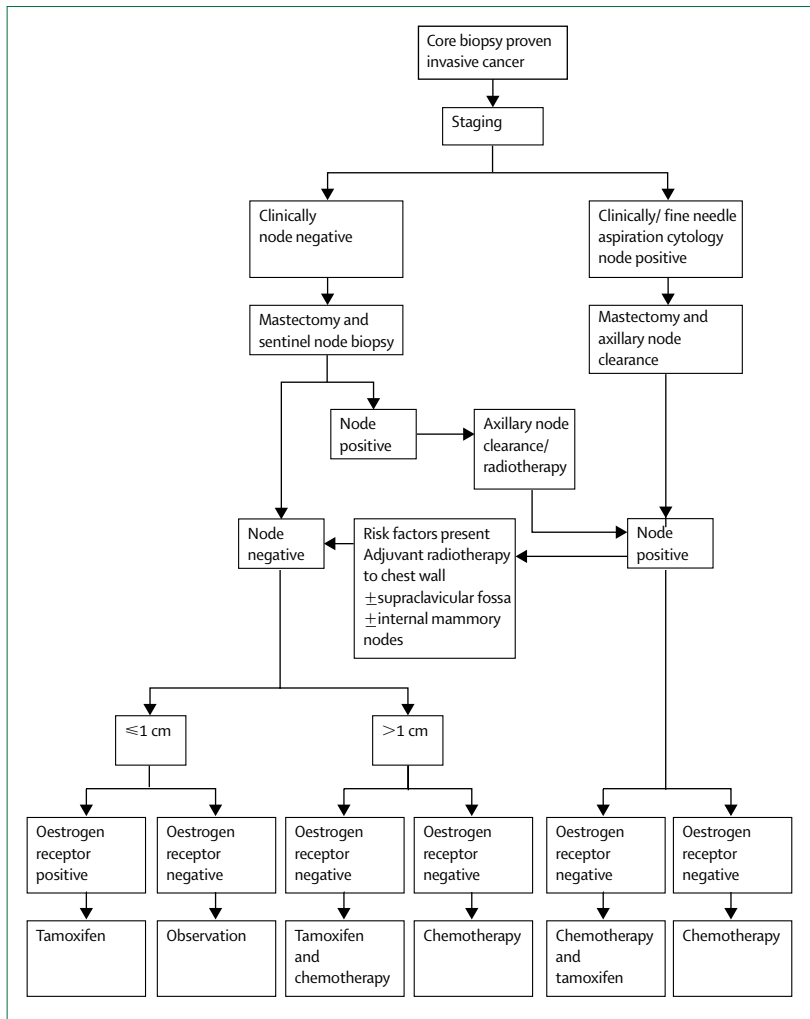 Core biopsy proven
invasive cancer
Staging
Clinically
node negative
Clinically/ fine needle
aspiration cytology
node positive
Mastectomy and
sentinel node biopsy
Mastectomy and
axillary node
clearance
Node
positive
Axillary node
clearance/
radiotherapy
Node
negative
Risk factors present
Adjuvant radiotherapy
to chest wall
±supraclavicular fossa
±internal mammary
nodes
Node
positive
≤1 cm
>1 cm
Oestrogen
receptor
positive
Oestrogen
receptor
negative
Oestrogen
receptor
negative
Oestrogen
receptor
negative
Oestrogen
receptor
negative
Oestrogen
receptor
negative
Tamoxifen
Observation
Tamoxifen
and
chemotherapy
Chemotherapy
Chemotherapy
and
tamoxifen
Chemotherapy